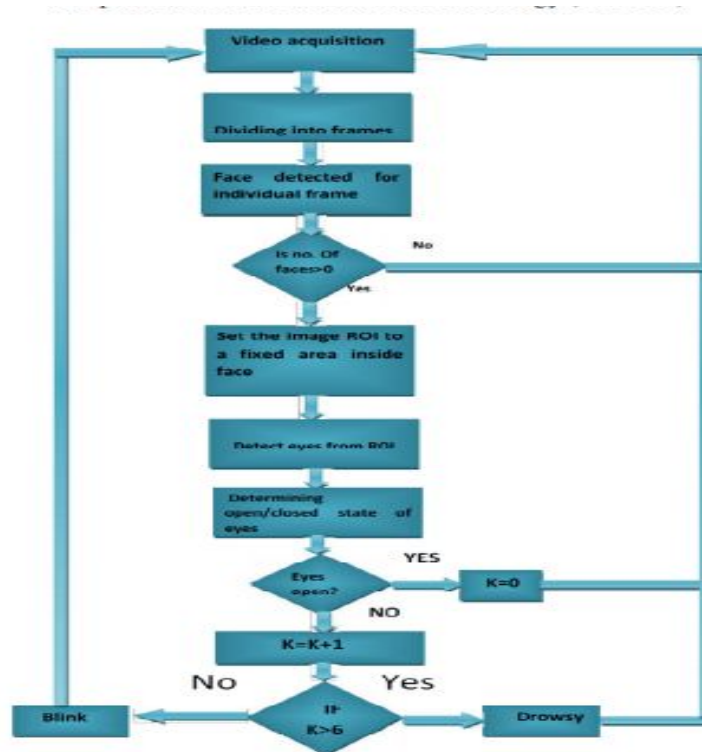 Video acquisition
Dividing into frames
Face detected for
individual frame
Is no. Of
faces>0
No
Yes
Set the image ROI to
a fixed area inside
face
Detect eyes from ROI
Determining
open/closed state of
eyes
Eyes
open?
YES
K=0
NO
K=K+1
No
Yes
IF
K>6
Blink
Drowsy